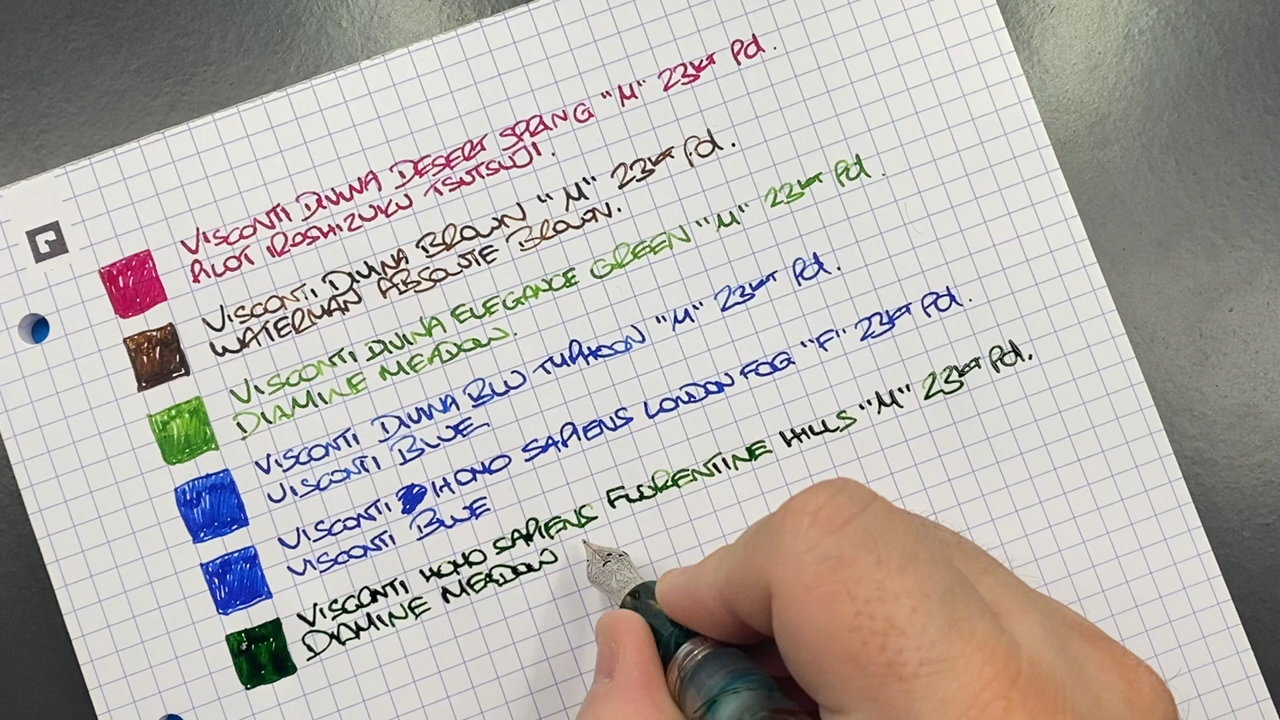 VISCONTI DIVINA DESERT SPRING "M" 23kt Pd.
PILOT IROSHIZUKU TSUTSUJI.
VISCONTI DIVINA BROWN "M" 23kt Pd.
WATERMAN ABSOLUTE BROWN.
VISCONTI DIVINA ELEGANCE GREEN "M" 23kt Pd.
DIAMINE MEADOW.
VISCONTI DIVINA BLU TYPHOON "M" 23kt Pd.
VISCONTI BLUE
VISCONTI HOMO SAPIENS LONDON FOG "F" 23kt Pd.
VISCONTI BLUE
VISCONTI HOMO SAPIENS FLORENTINE HILLS "M" 23kt Pd.
DIAMINE MEADOW